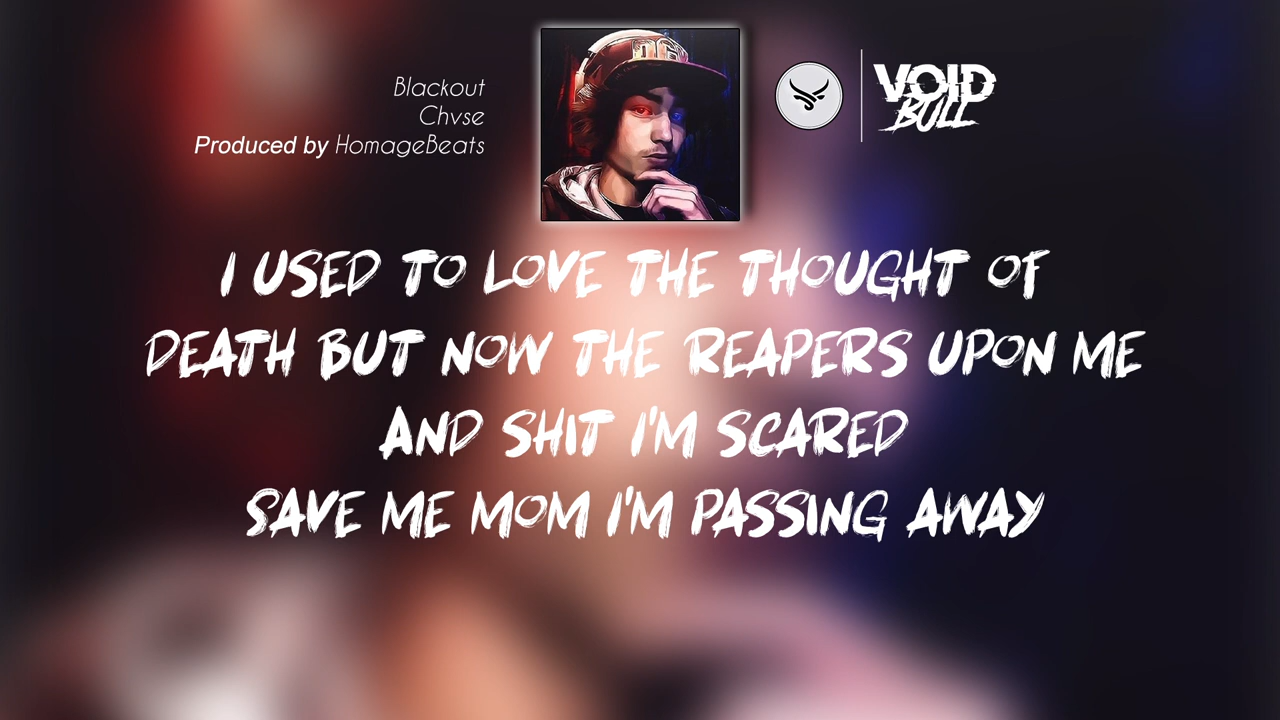 Blackout
Chvse
Produced by HomageBeats
VOID
BULL
I USED TO LOVE THE THOUGHT OF
DEATH BUT NOW THE REAPERS UPON ME
AND SHIT I'M SCARED
SAVE ME MOM I'M PASSING AWAY